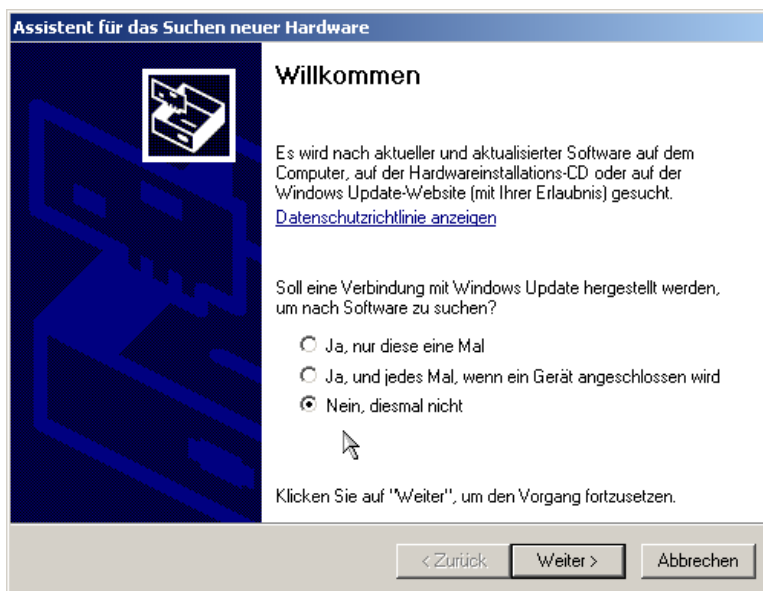 Assistent für das Suchen neuer Hardware
Willkommen
Es wird nach aktueller und aktualisierter Software auf dem
Computer, auf der Hardwareinstallations-CD oder auf der
Windows Update-Website (mit Ihrer Erlaubnis) gesucht.
Datenschutzrichtlinie anzeigen
Soll eine Verbindung mit Windows Update hergestellt werden,
um nach Software zu suchen?
Ja, nur diese eine Mal
Ja, und jedes Mal, wenn ein Gerät angeschlossen wird
Nein, diesmal nicht
Klicken Sie auf "Weiter", um den Vorgang fortzusetzen.
< Zurück Weiter > Abbrechen